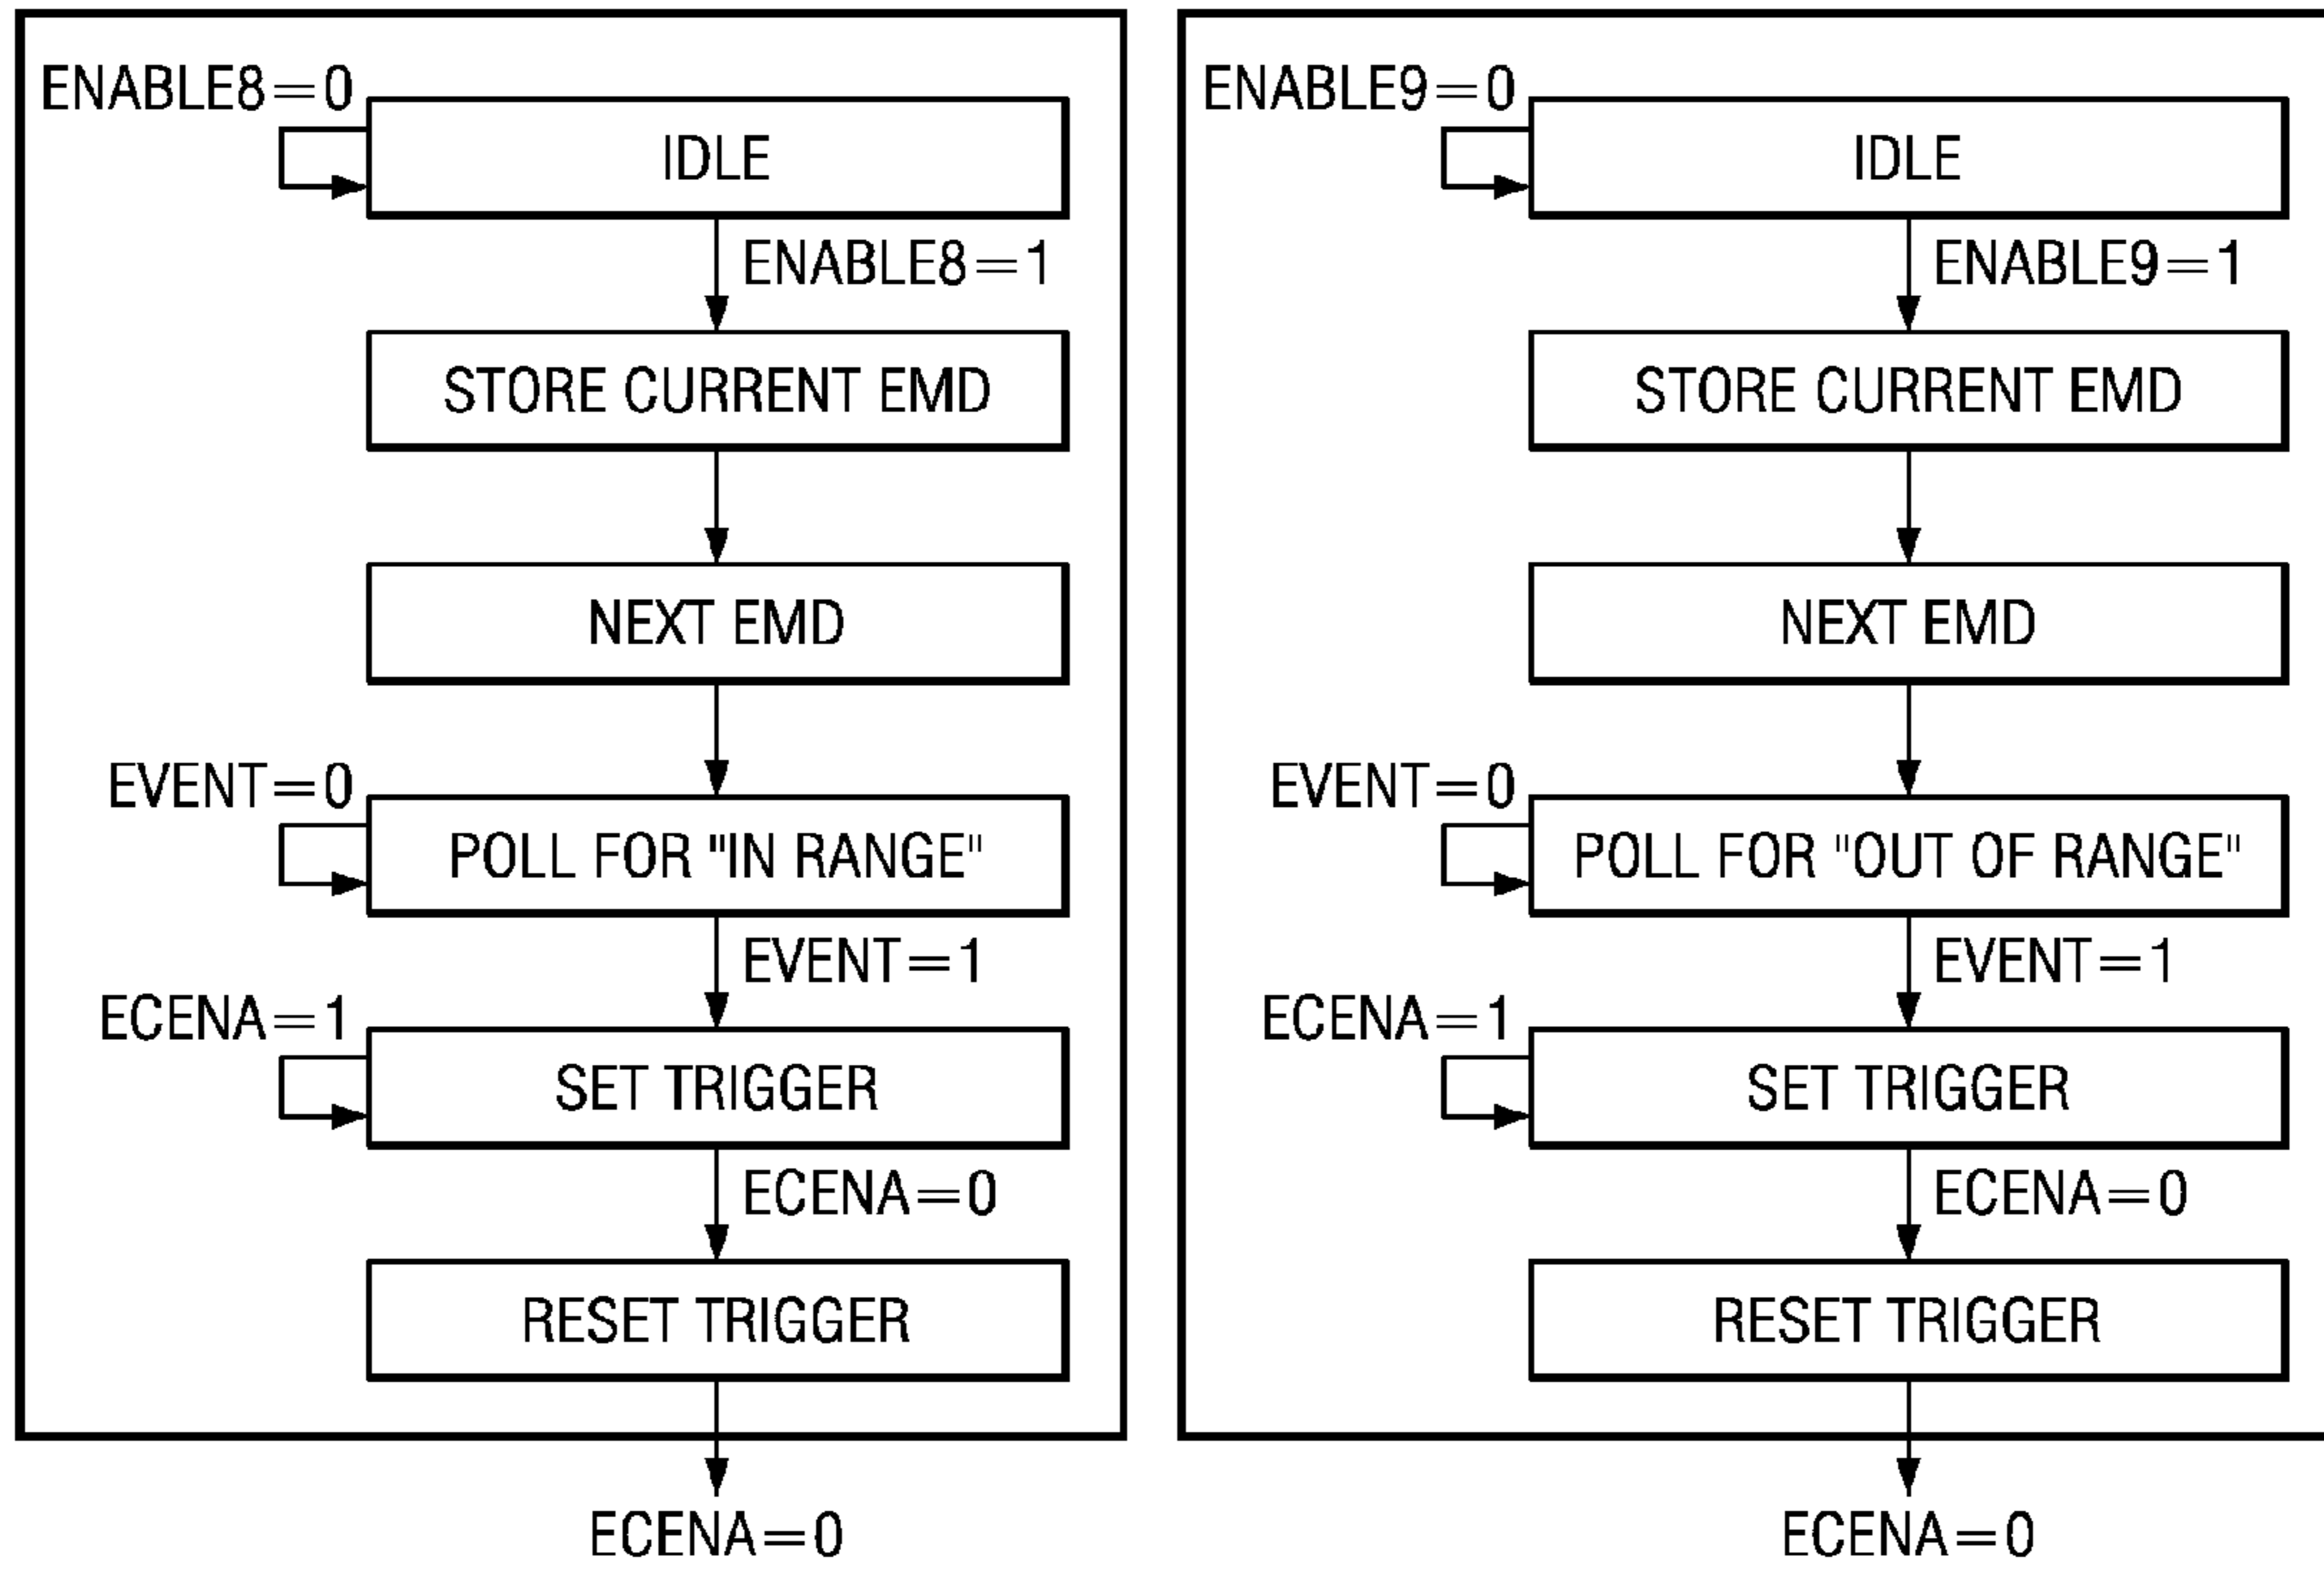 ENABLE8=0
IDLE
ENABLE8=1
STORE CURRENT EMD
NEXT EMD
EVENT=0
POLL FOR "IN RANGE"
EVENT=1
ECENA=1
SET TRIGGER
ECENA=0
RESET TRIGGER
ECENA=0
ENABLE9=0
IDLE
ENABLE9=1
STORE CURRENT EMD
NEXT EMD
EVENT=0
POLL FOR "OUT OF RANGE"
EVENT=1
ECENA=1
SET TRIGGER
ECENA=0
RESET TRIGGER
ECENA=0